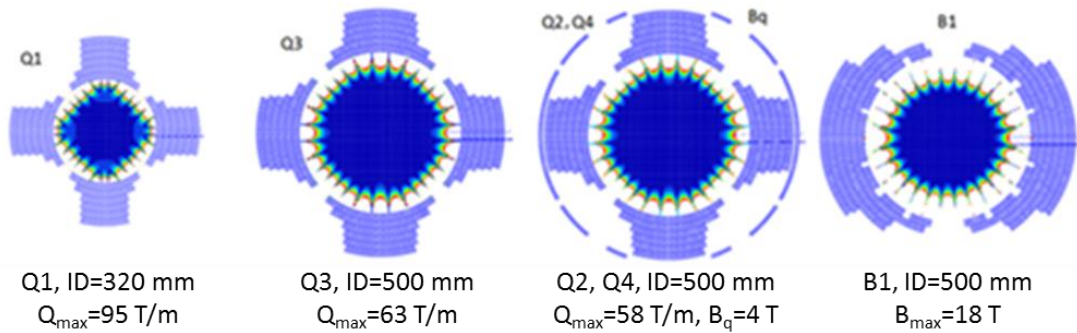 Q1
Q3
Q2, Q4
Bq
B1
Q1, ID=320 mm
Qmax=95 T/m
Q3, ID=500 mm
Qmax=63 T/m
Q2, Q4, ID=500 mm
Qmax=58 T/m, Bq=4 T
B1, ID=500 mm
Bmax=18 T